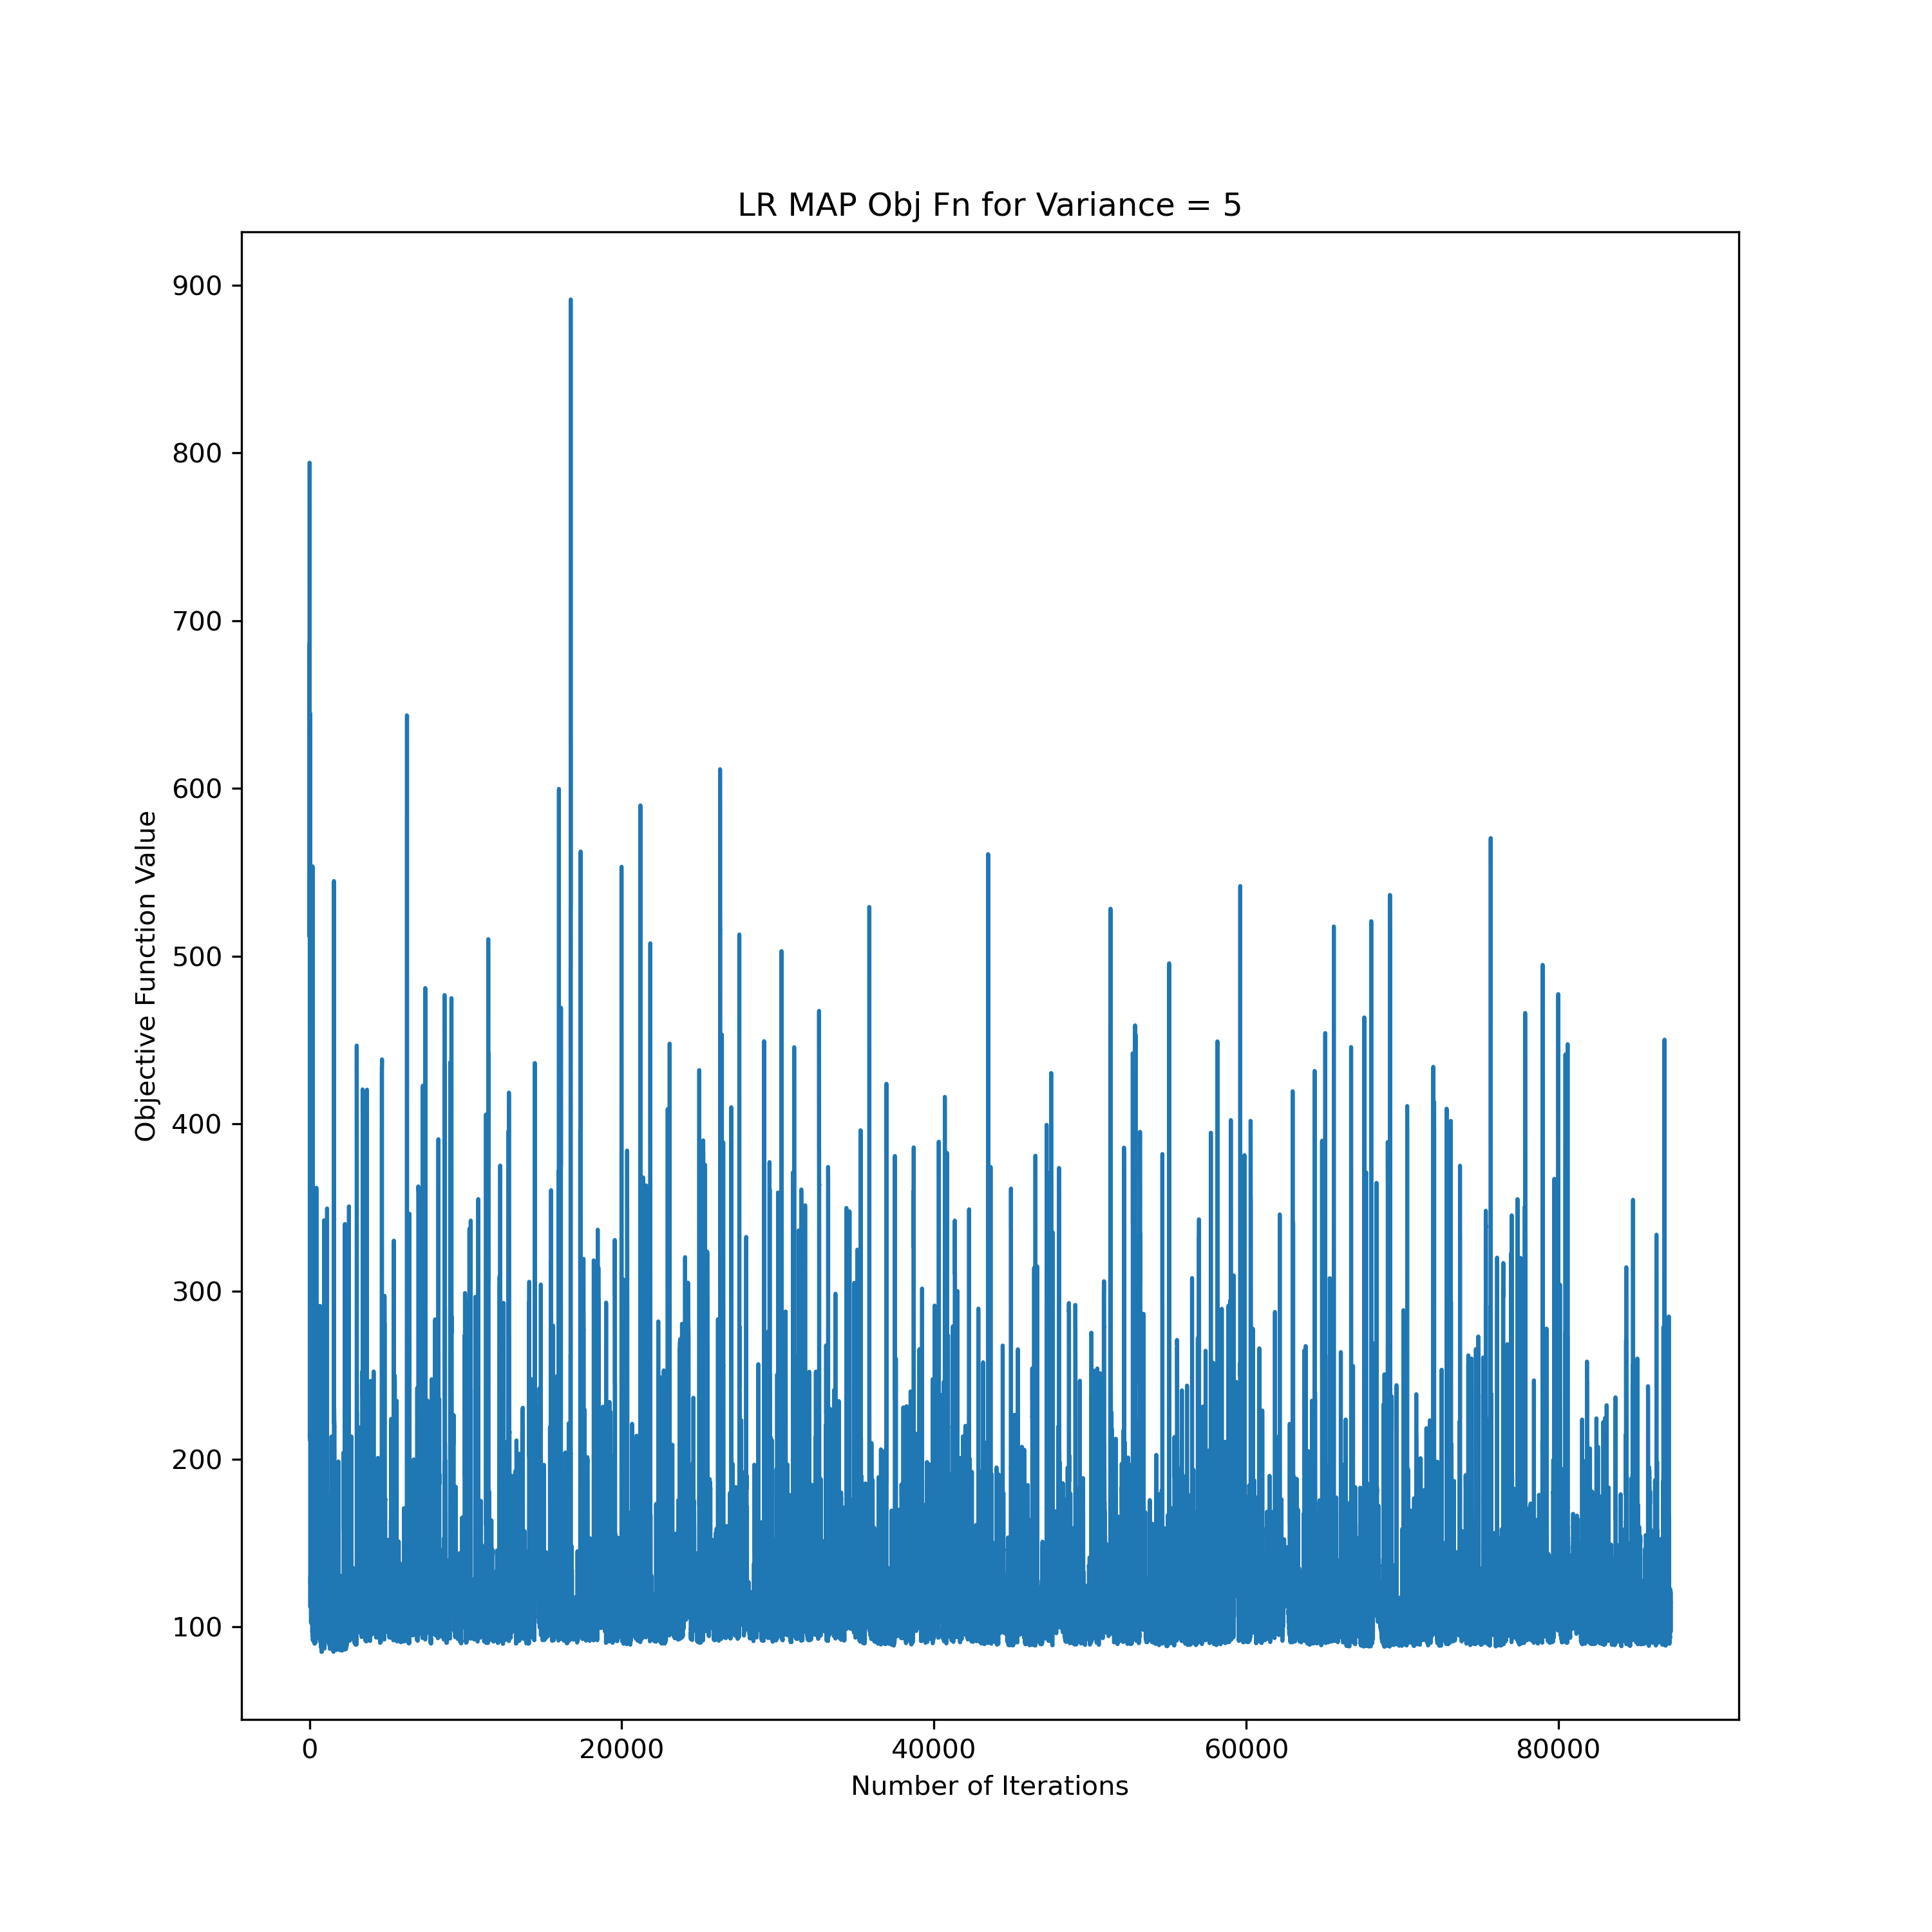 LR MAP Obj Fn for Variance = 5
900
800
700
600
500
400
300
200
100
Objective Function Value
0 20000 40000 60000 80000
Number of Iterations